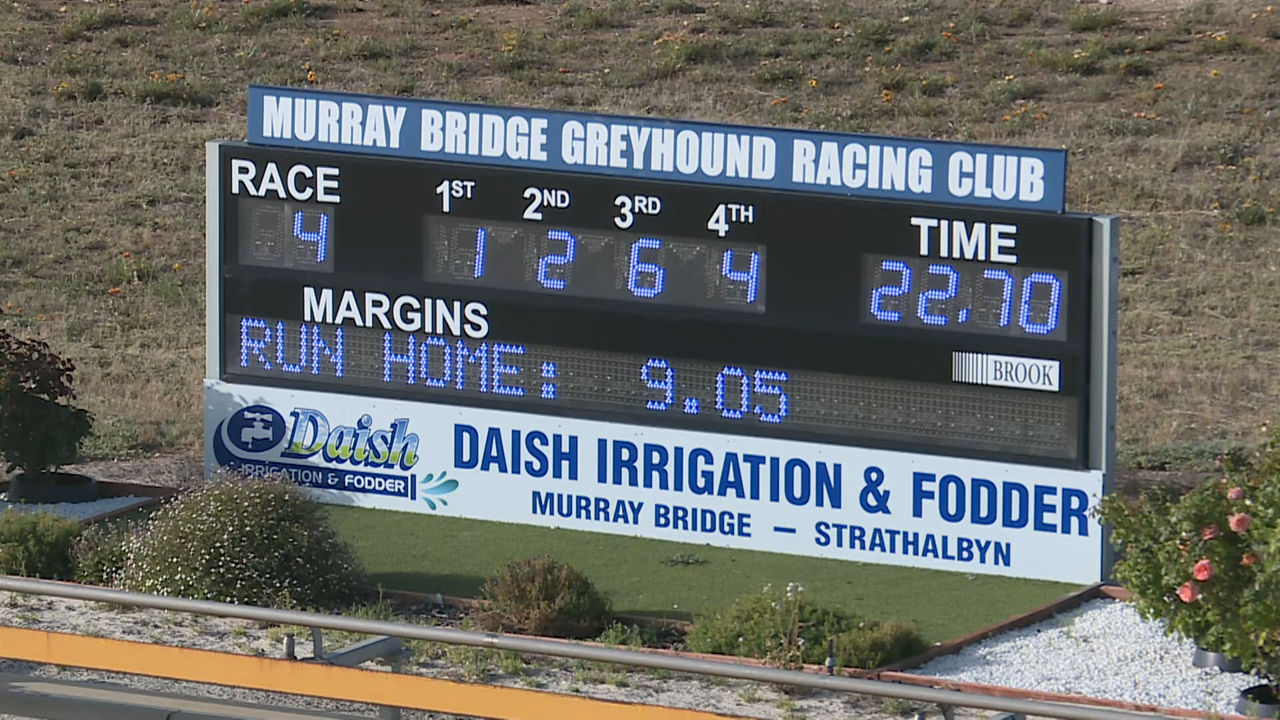 MURRAY BRIDGE GREYHOUND RACING CLUB
RACE 1ST 2ND 3RD 4TH TIME
4 1 2 6 4 22.70
MARGINS
RUN HOME: 9.05
BROOK
Daish
IRRIGATION & FODDER
DAISH IRRIGATION & FODDER
MURRAY BRIDGE – STRATHALBYN